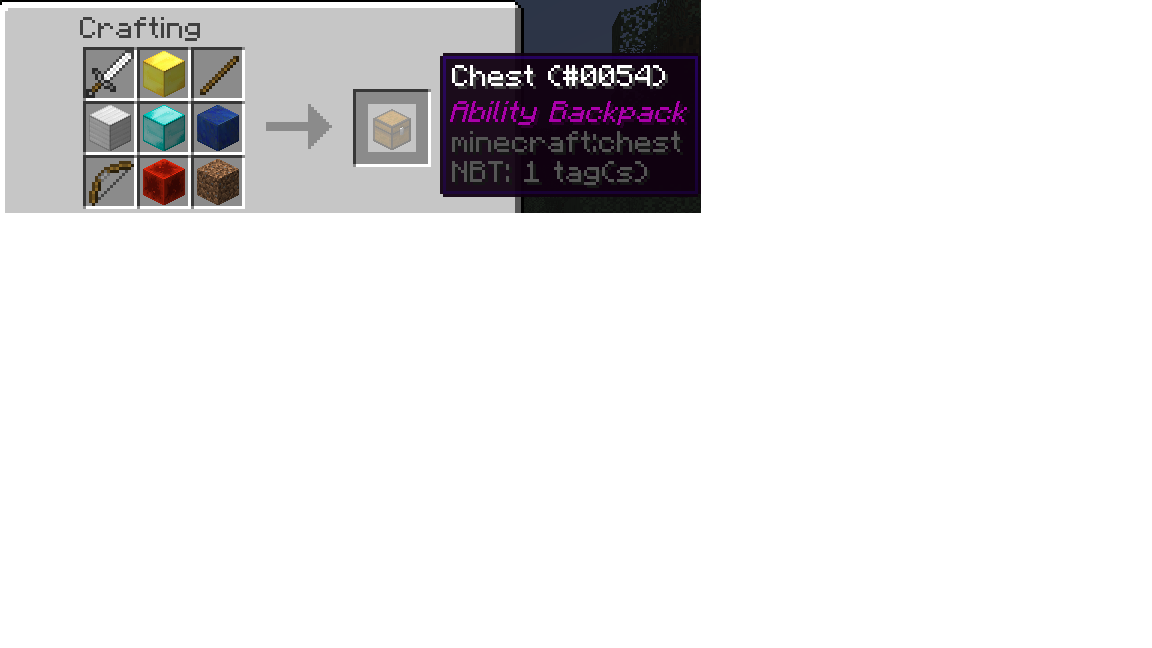 Crafting
Chest (#0054)
Ability Backpack
minecraft:chest
NBT: 1 tag(s)